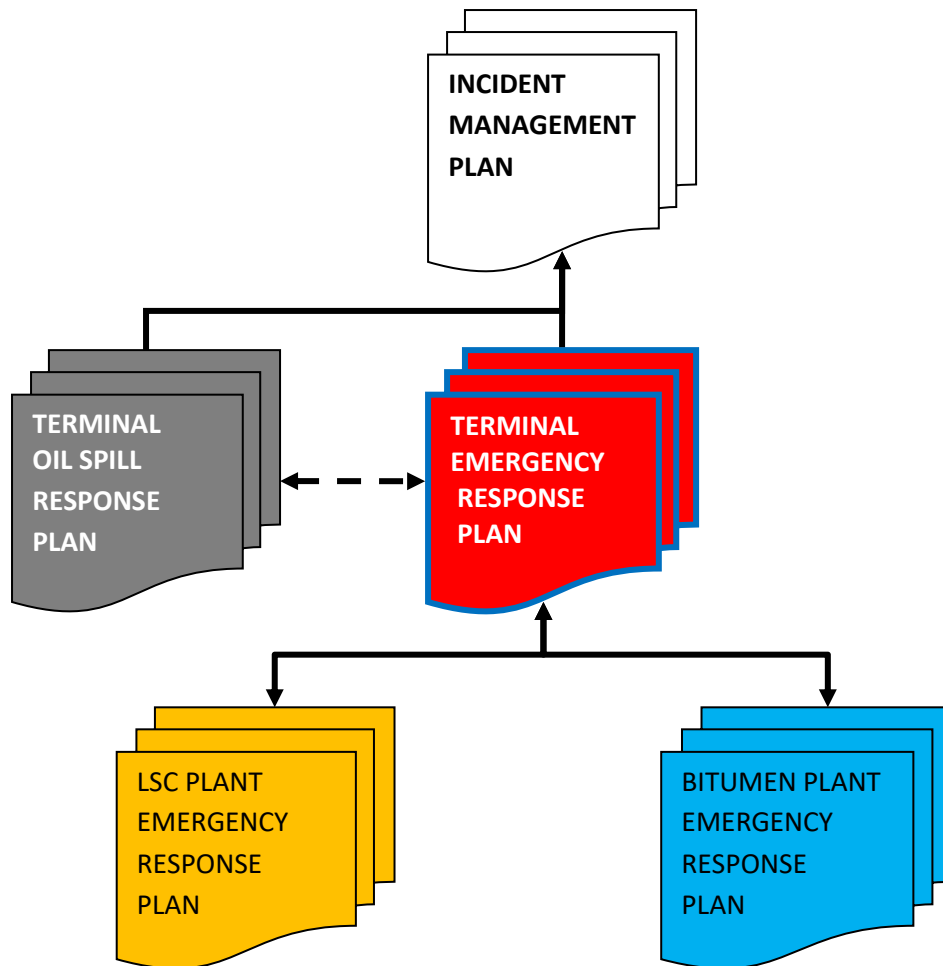 INCIDENT
MANAGEMENT
PLAN
TERMINAL
OIL SPILL
RESPONSE
PLAN
TERMINAL
EMERGENCY
RESPONSE
PLAN
LSC PLANT
EMERGENCY
RESPONSE
PLAN
BITUMEN PLANT
EMERGENCY
RESPONSE
PLAN